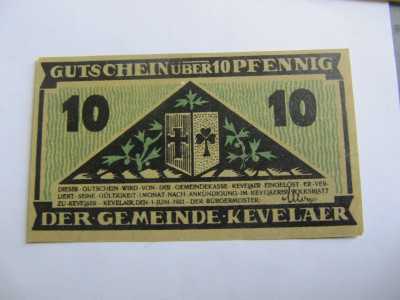 GUTSCHEIN ÜBER 10 PFENNIG
10 10
DIESER GUTSCHEIN WIRD VON DER GEMEINDEKASSE KEVELAER EINGELÖST · ER VER-
LIERT SEINE GÜLTIGKEIT 1 MONAT NACH ANKÜNDIGUNG IM KEVELAERER VOLKSBLATT
ZU KEVELAER · KEVELAER, DEN 1. JUNI 1921 · DER BÜRGERMEISTER:
DER · GEMEINDE · KEVELAER